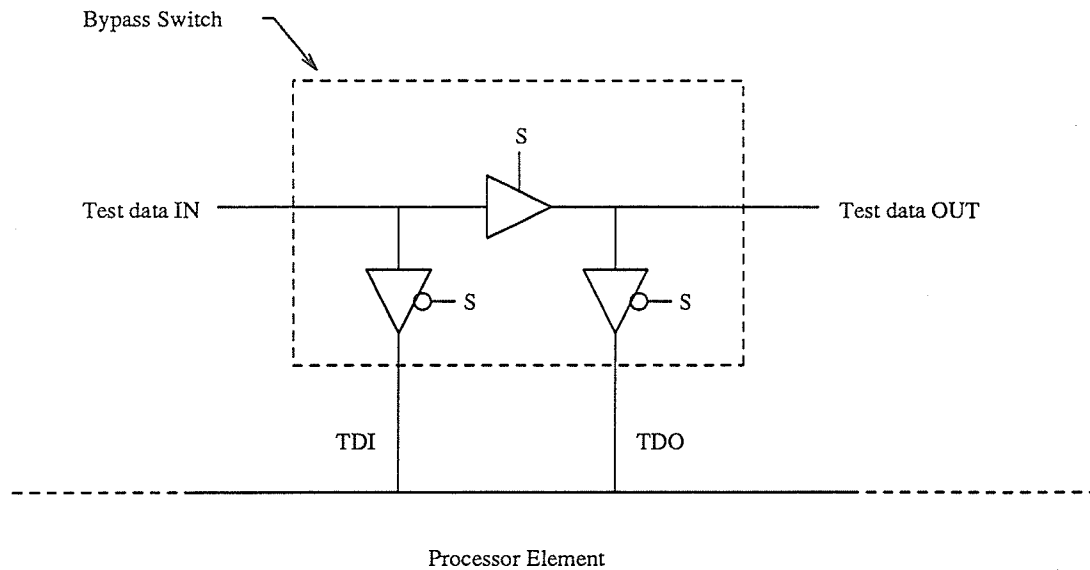 Bypass Switch
S
Test data IN
Test data OUT
S
S
TDI
TDO
Processor Element